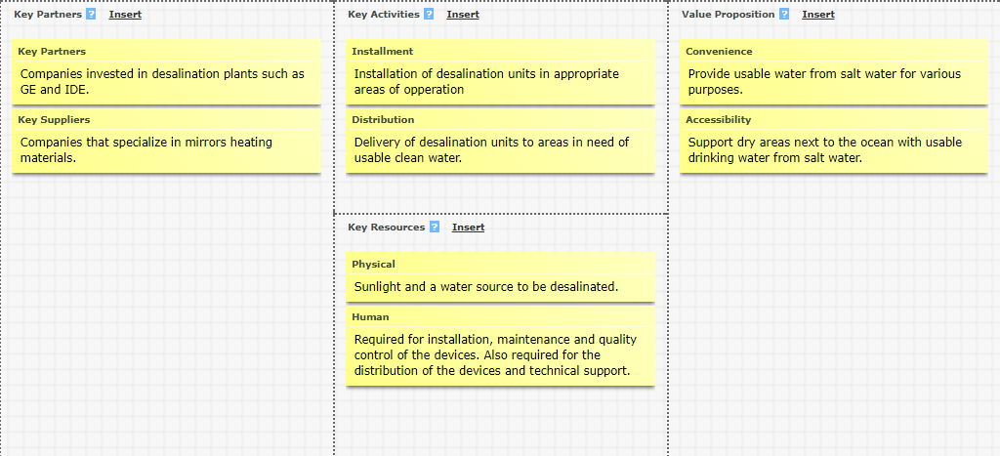 Key Partners ? Insert
Key Partners
Companies invested in desalination plants such as
GE and IDE.
Key Suppliers
Companies that specialize in mirrors heating
materials.
Key Activities ? Insert
Installment
Installation of desalination units in appropriate
areas of opperation
Distribution
Delivery of desalination units to areas in need of
usable clean water.
Key Resources ? Insert
Physical
Sunlight and a water source to be desalinated.
Human
Required for installation, maintenance and quality
control of the devices. Also required for the
distribution of the devices and technical support.
Value Proposition ? Insert
Convenience
Provide usable water from salt water for various
purposes.
Accessibility
Support dry areas next to the ocean with usable
drinking water from salt water.